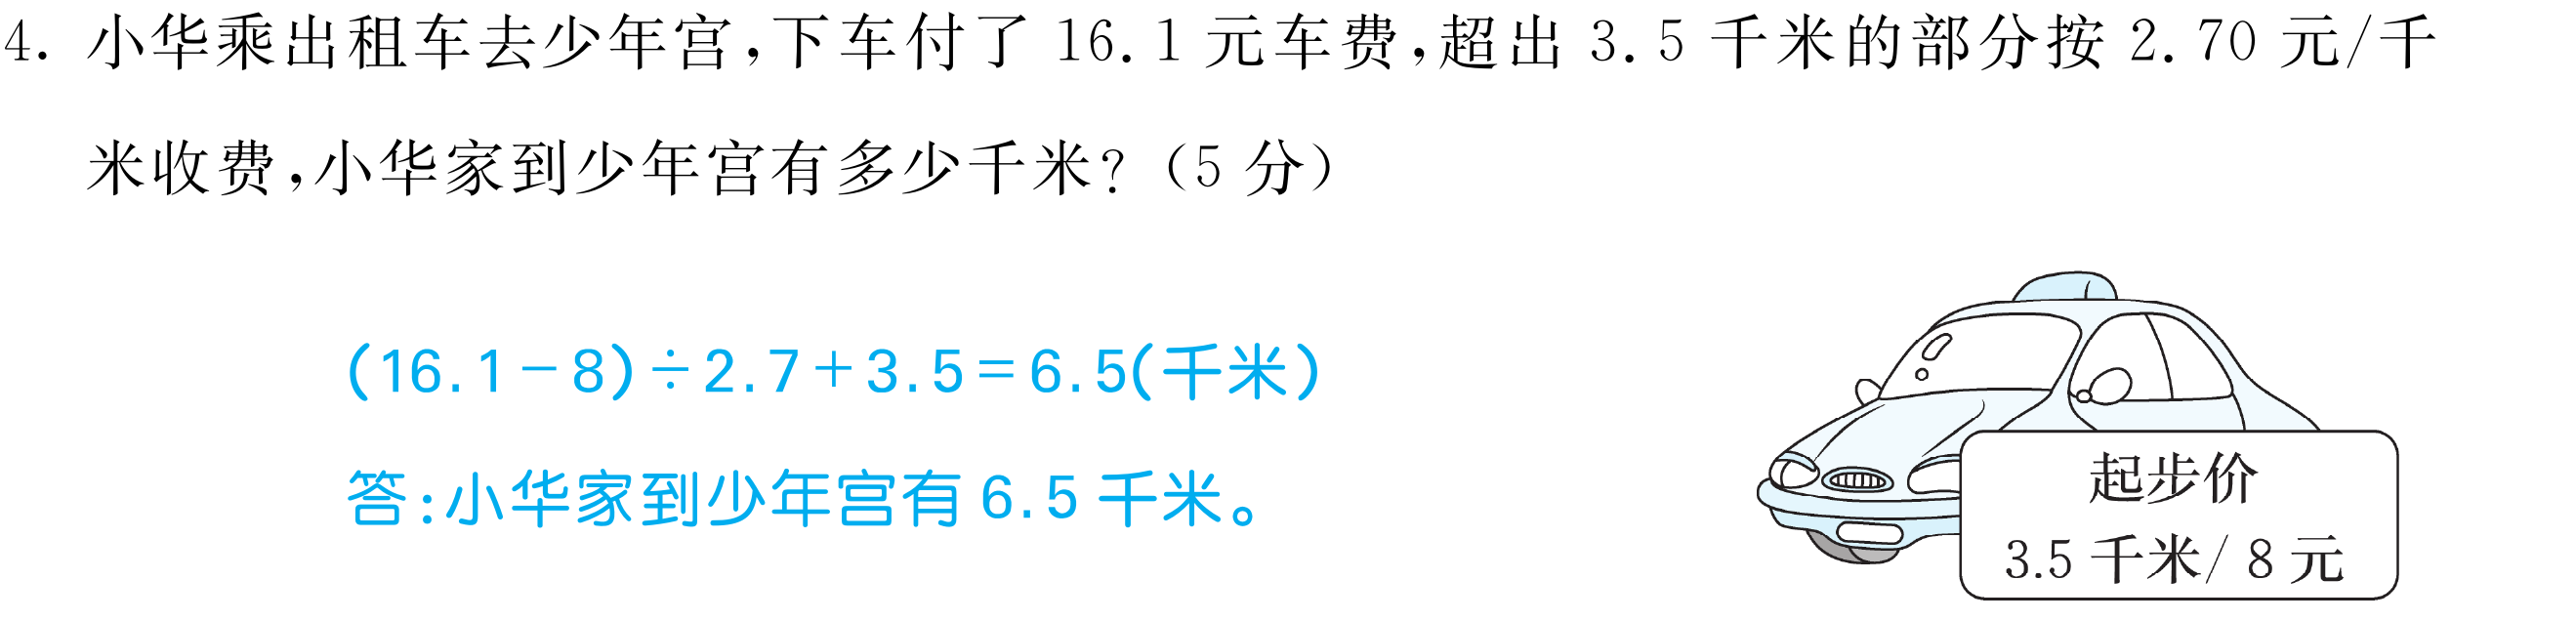 4. 小华乘出租车去少年宫,下车付了 16.1 元车费,超出 3.5 千米的部分按 2.70 元/千
米收费,小华家到少年宫有多少千米?(5 分)
(16.1-8)÷2.7+3.5=6.5(千米)
答:小华家到少年宫有 6.5 千米。
起步价
3.5 千米/ 8 元